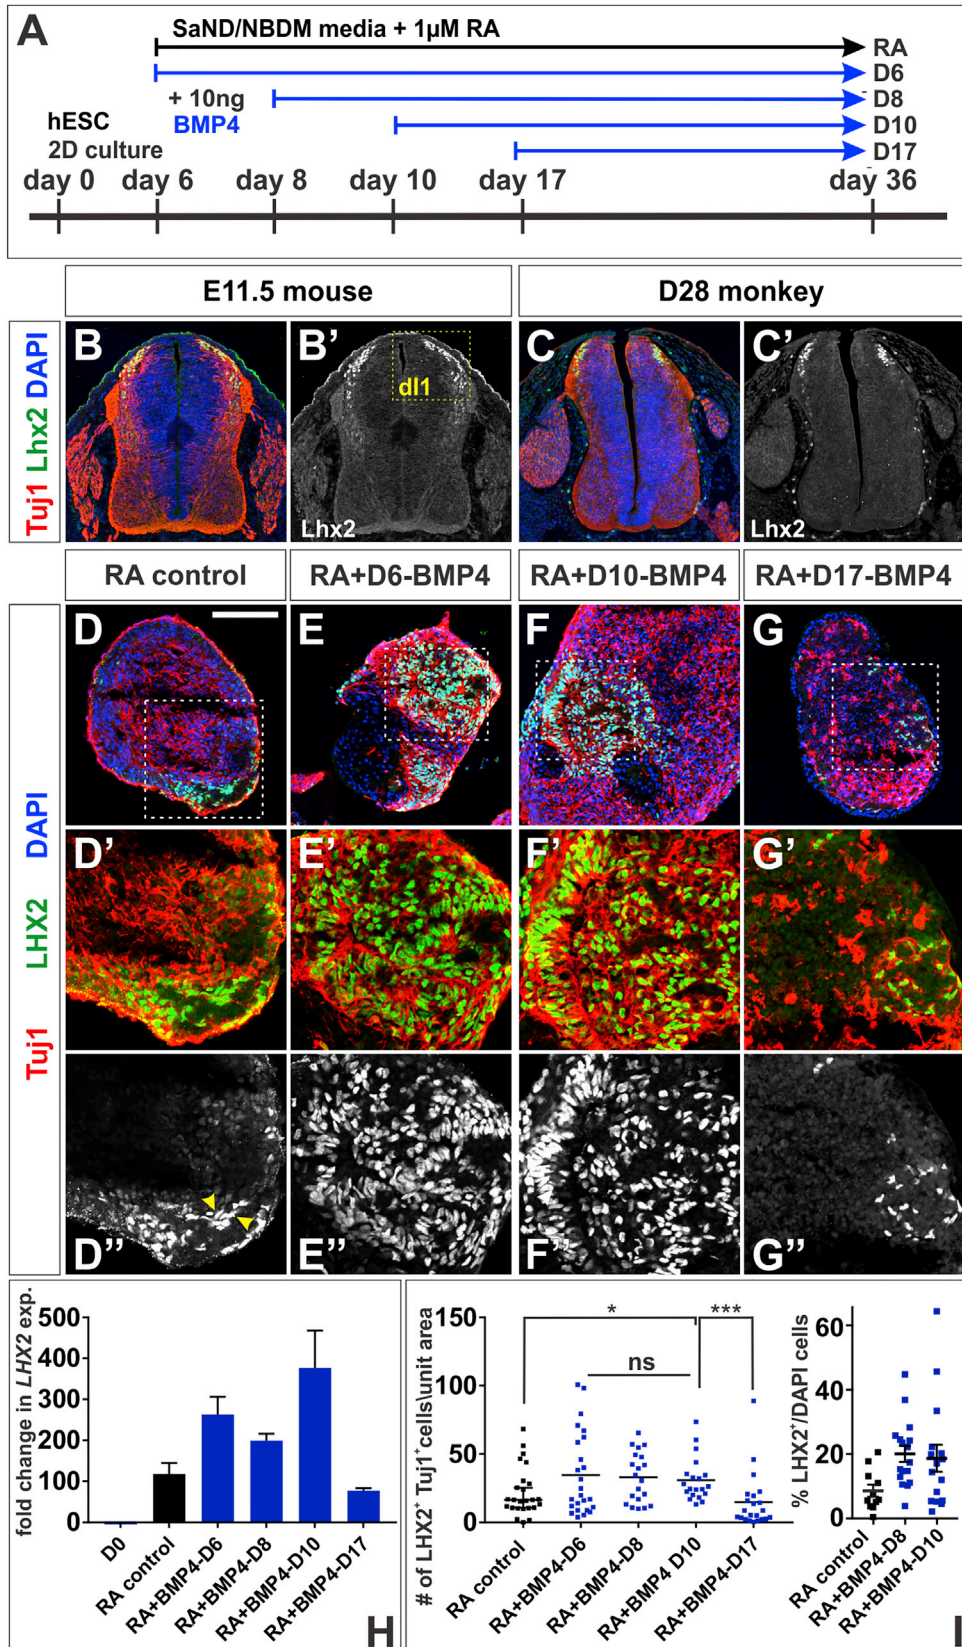 A
SaND/NBDM media + 1µM RA
RA
D6
+ 10ng
D8
hESC
BMP4
D10
2D culture
D17
day 0 day 6 day 8 day 10 day 17 day 36
E11.5 mouse
D28 monkey
Tuj1 Lhx2 DAPI
B
B’
dl1
Lhx2
C
C’
Lhx2
RA control
RA+D6-BMP4
RA+D10-BMP4
RA+D17-BMP4
Tuj1 LHX2 DAPI
D
E
F
G
D’
E’
F’
G’
D”
E”
F”
G”
fold change in LHX2 exp.
500
400
300
200
100
0
D0
RA control
RA+BMP4-D6
RA+BMP4-D8
RA+BMP4-D10
RA+BMP4-D17
H
# of LHX2⁺ Tuj1⁺cells\unit area
150
100
50
0
*
***
ns
RA control
RA+BMP4-D6
RA+BMP4-D8
RA+BMP4 D10
RA+BMP4-D17
% LHX2⁺/DAPI cells
60
40
20
0
RA control
RA+BMP4-D8
RA+BMP4-D10
I